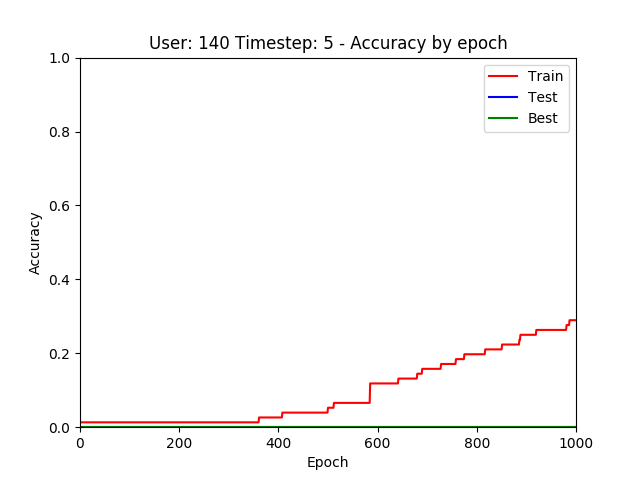 User: 140 Timestep: 5 - Accuracy by epoch
Train
Test
Best
Accuracy
1.0
0.8
0.6
0.4
0.2
0.0
0 200 400 600 800 1000
Epoch